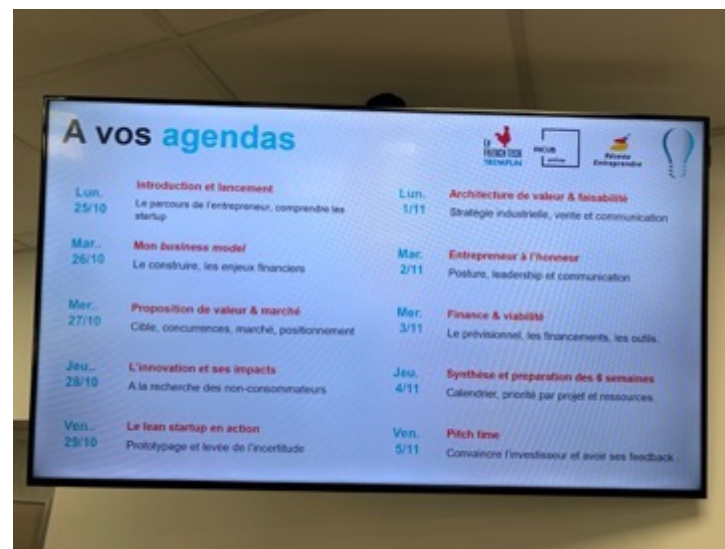 A vos agendas
LA FRENCH TECH
TREMPLIN
INCUB
Réseau
Entreprendre
Lun.
25/10
Introduction et lancement
Le parcours de l'entrepreneur, comprendre les
startup
Mar..
26/10
Mon business model
Le construire, les enjeux financiers
Mer..
27/10
Proposition de valeur & marché
Cible, concurrences, marché, positionnement
Jeu..
28/10
L'innovation et ses impacts
A la recherche des non-consommateurs
Ven..
29/10
Le lean startup en action
Prototypage et levée de l'incertitude
Lun.
1/11
Architecture de valeur & faisabilité
Stratégie industrielle, vente et communication
Mar.
2/11
Entrepreneur à l'honneur
Posture, leadership et communication
Mer.
3/11
Finance & viabilité
Le prévisionnel, les financements, les outils.
Jeu.
4/11
Synthèse et preparation des 6 semaines
Calendrier, priorité par projet et ressources
Ven.
5/11
Pitch time
Convaincre l'investisseur et avoir ses feedback .